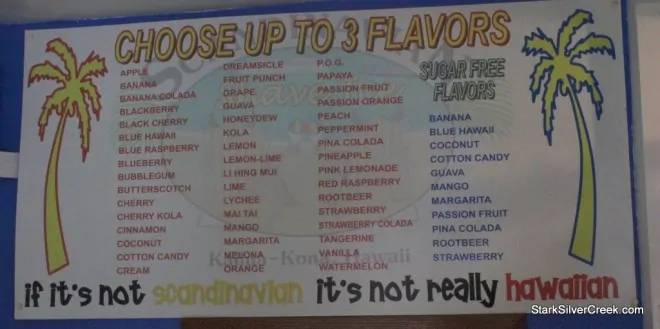 CHOOSE UP TO 3 FLAVORS
APPLE
BANANA
BANANA COLADA
BLACKBERRY
BLACK CHERRY
BLUE HAWAII
BLUE RASPBERRY
BLUEBERRY
BUBBLEGUM
BUTTERSCOTCH
CHERRY
CHERRY KOLA
CINNAMON
COCONUT
COTTON CANDY
CREAM
DREAMSICLE
FRUIT PUNCH
GRAPE
GUAVA
HONEYDEW
KOLA
LEMON
LEMON-LIME
LI HING MUI
LIME
LYCHEE
MAI TAI
MANGO
MARGARITA
MELONA
ORANGE
P.O.G.
PAPAYA
PASSION FRUIT
PASSION ORANGE
PEACH
PEPPERMINT
PINA COLADA
PINEAPPLE
PINK LEMONADE
RED RASPBERRY
ROOTBEER
STRAWBERRY
STRAWBERRY COLADA
TANGERINE
VANILLA
WATERMELON
SUGAR FREE
FLAVORS
BANANA
BLUE HAWAII
COCONUT
COTTON CANDY
GUAVA
MANGO
MARGARITA
PASSION FRUIT
PINA COLADA
ROOTBEER
STRAWBERRY
Kailua-Kona, Hawaii
if it's not scandinavian it's not really hawaiian
StarkSilverCreek.com